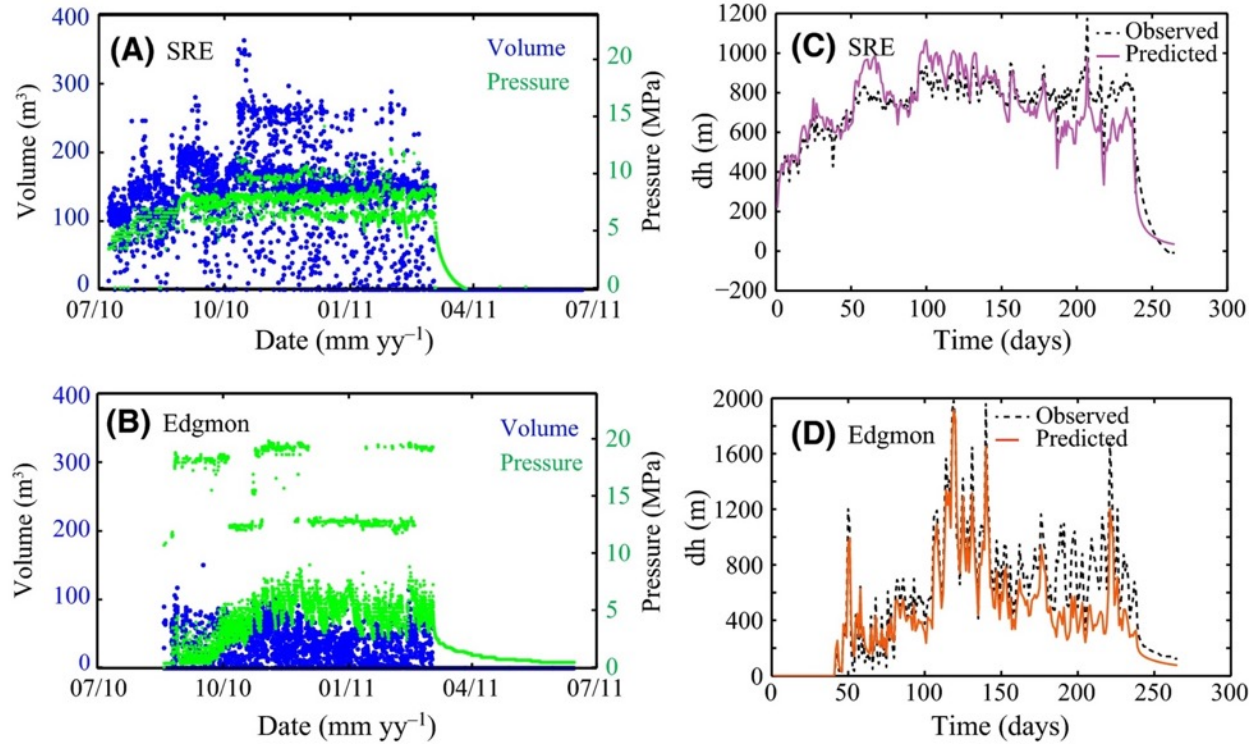 (A) SRE
Volume
Pressure
400
300
200
100
0
20
15
10
5
0
Volume (m³)
Pressure (MPa)
07/10 10/10 01/11 04/11 07/11
Date (mm yy⁻¹)
(C) SRE
Observed
Predicted
1200
1000
800
600
400
200
0
−200
dh (m)
0 50 100 150 200 250 300
Time (days)
(B) Edgmon
Volume
Pressure
400
300
200
100
0
20
15
10
5
0
Volume (m³)
Pressure (MPa)
07/10 10/10 01/11 04/11 07/11
Date (mm yy⁻¹)
(D) Edgmon
Observed
Predicted
2000
1600
1200
800
400
0
dh (m)
0 50 100 150 200 250 300
Time (days)